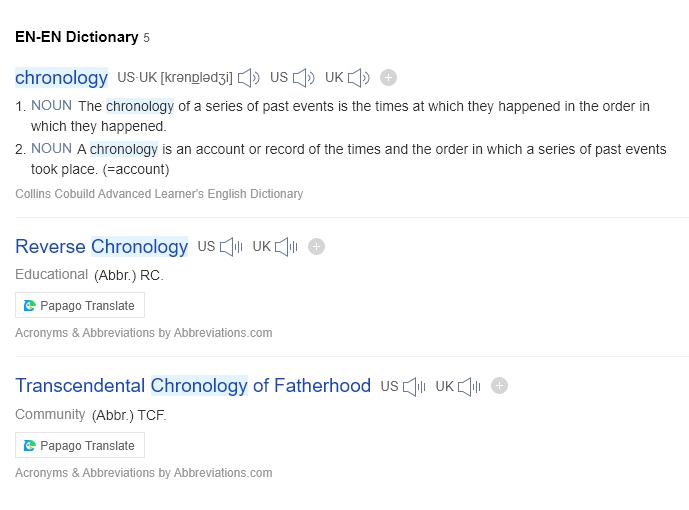 EN-EN Dictionary 5
chronology US·UK [krənɒlədʒi] US UK
1. NOUN The chronology of a series of past events is the times at which they happened in the order in
which they happened.
2. NOUN A chronology is an account or record of the times and the order in which a series of past events
took place. (=account)
Collins Cobuild Advanced Learner's English Dictionary
Reverse Chronology US UK
Educational (Abbr.) RC.
Papago Translate
Acronyms & Abbreviations by Abbreviations.com
Transcendental Chronology of Fatherhood US UK
Community (Abbr.) TCF.
Papago Translate
Acronyms & Abbreviations by Abbreviations.com